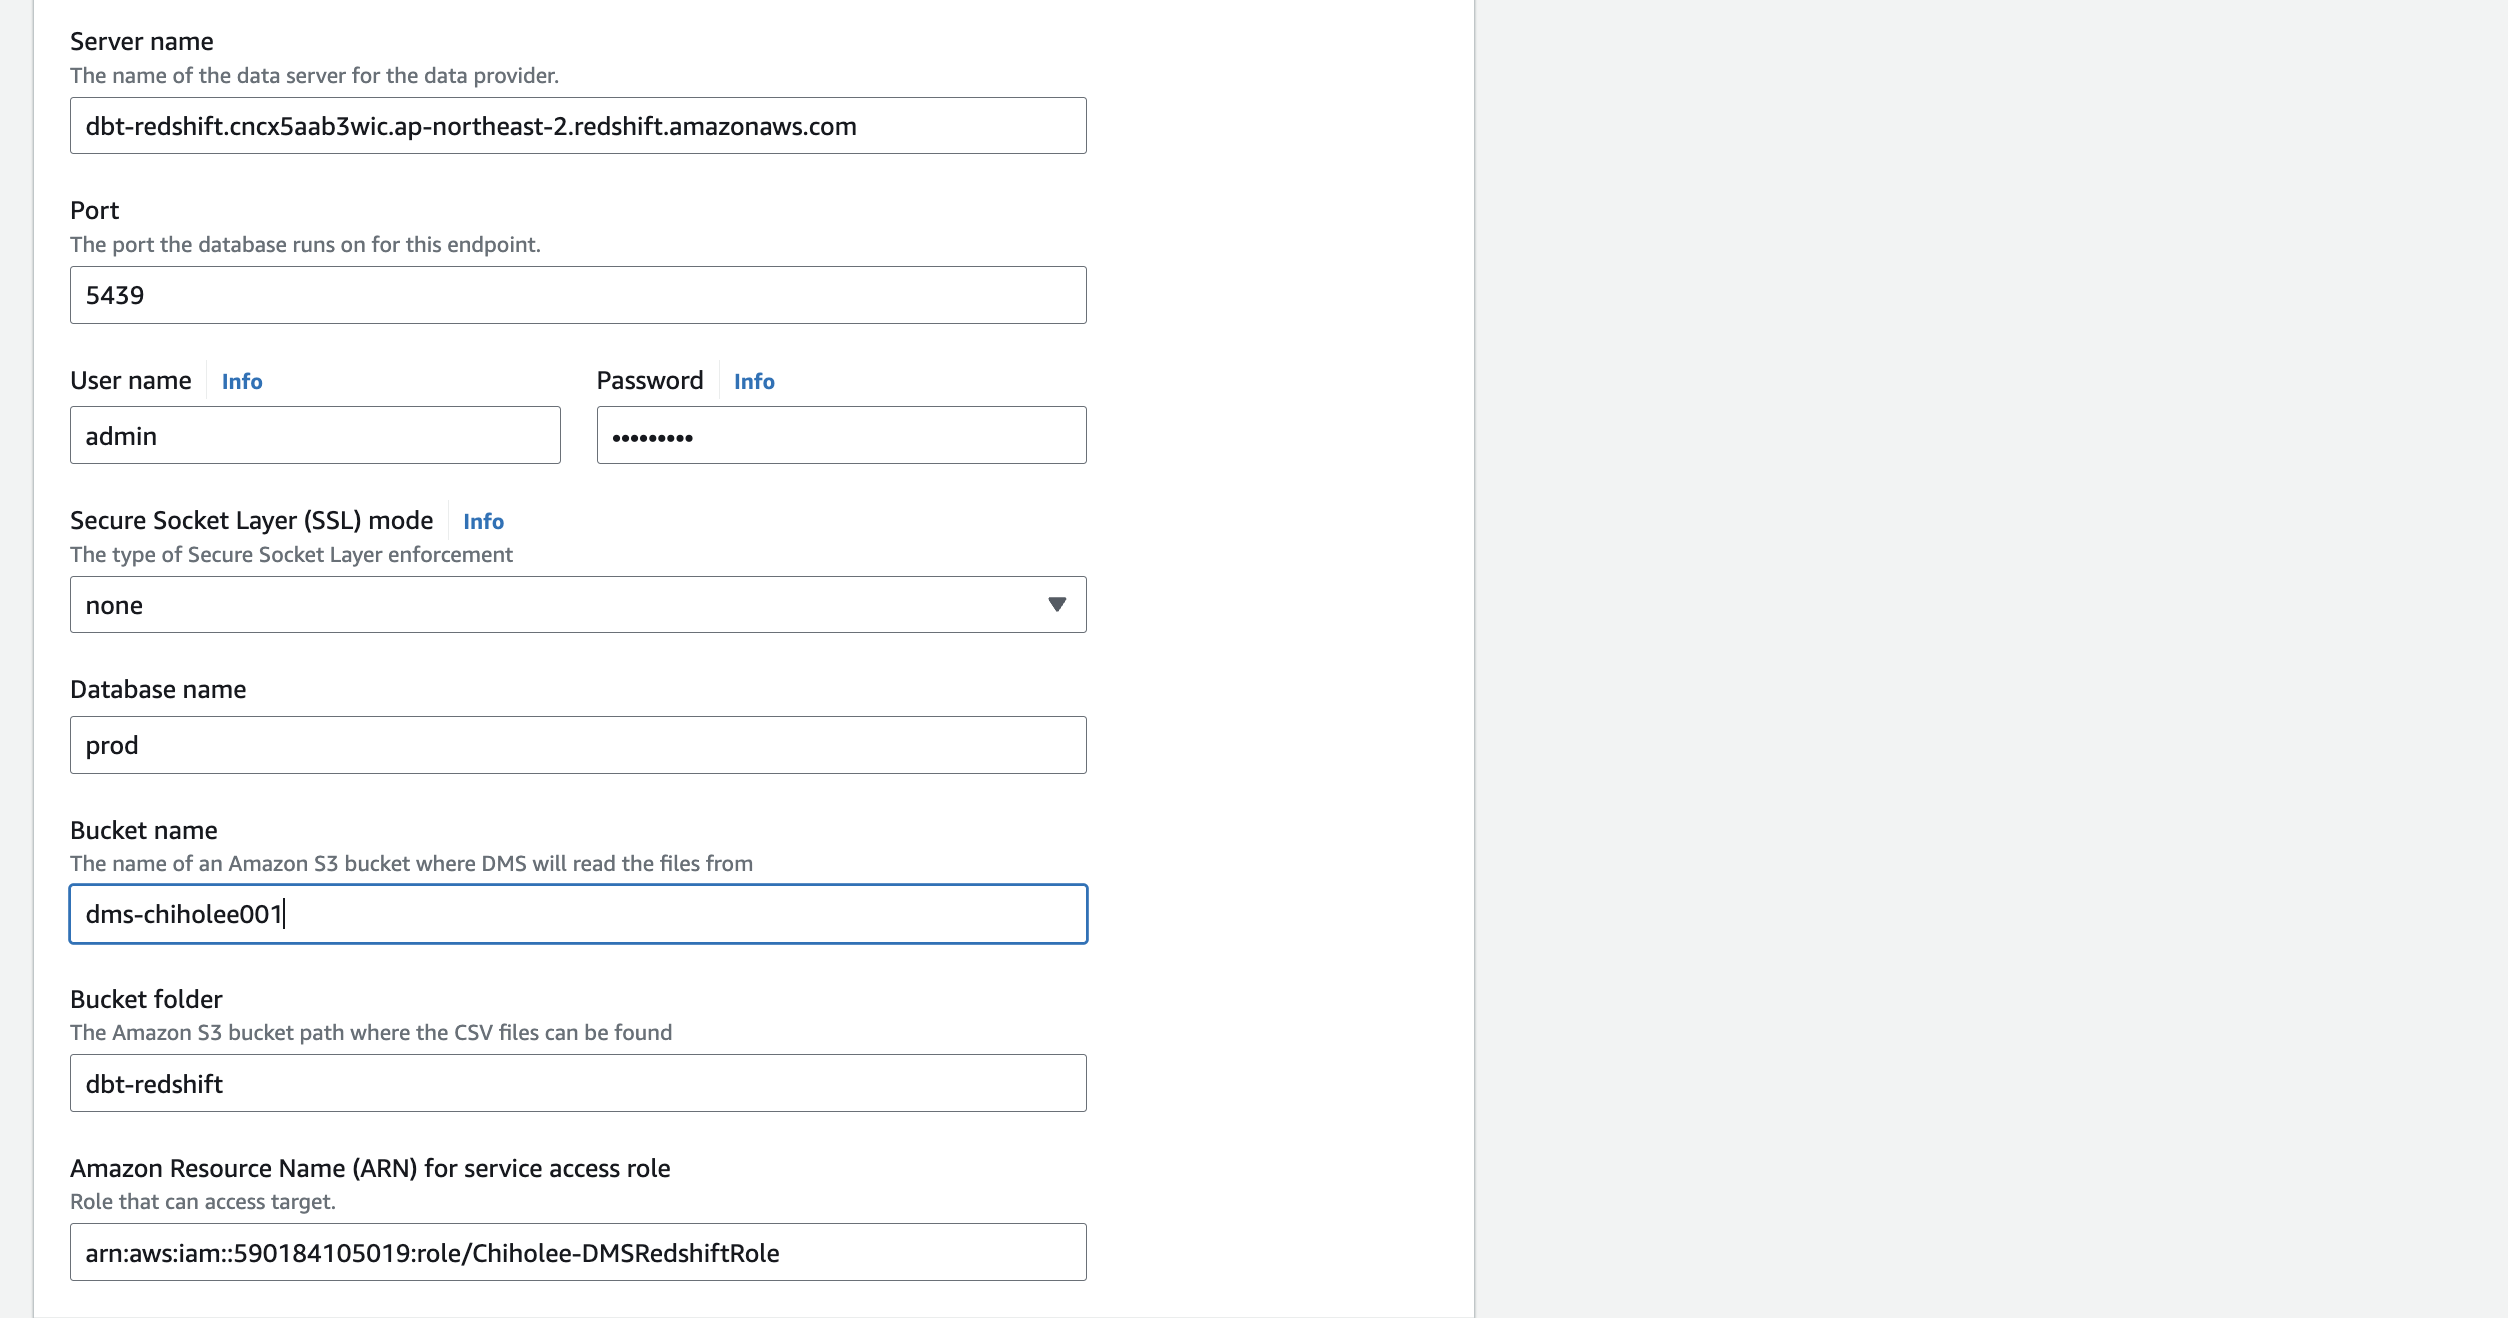 Server name
The name of the data server for the data provider.
dbt-redshift.cncx5aab3wic.ap-northeast-2.redshift.amazonaws.com
Port
The port the database runs on for this endpoint.
5439
User name Info Password Info
admin •••••••••
Secure Socket Layer (SSL) mode Info
The type of Secure Socket Layer enforcement
none
Database name
prod
Bucket name
The name of an Amazon S3 bucket where DMS will read the files from
dms-chiholee001
Bucket folder
The Amazon S3 bucket path where the CSV files can be found
dbt-redshift
Amazon Resource Name (ARN) for service access role
Role that can access target.
arn:aws:iam::590184105019:role/Chiholee-DMSRedshiftRole